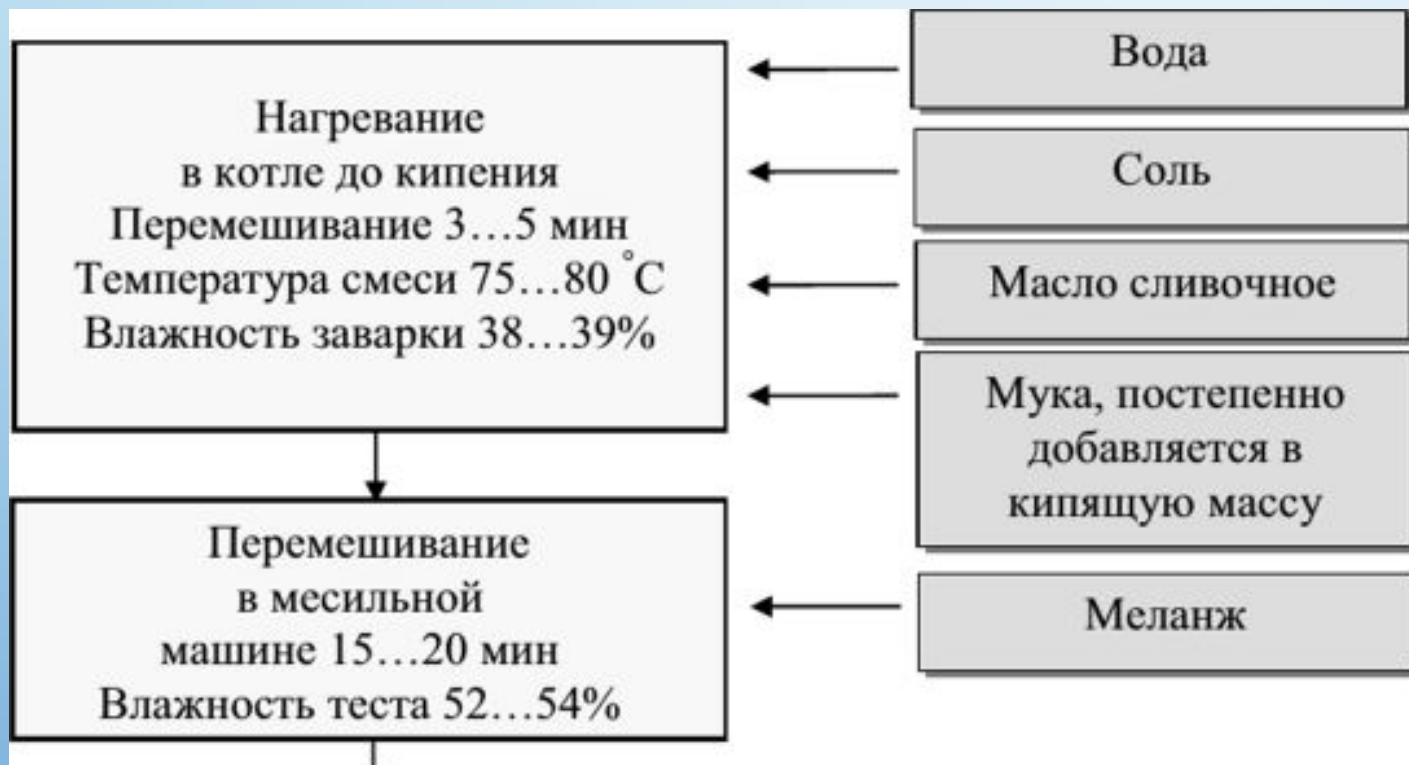 Нагревание
в котле до кипения
Перемешивание 3…5 мин
Температура смеси 75…80 °С
Влажность заварки 38…39%
Вода
Соль
Масло сливочное
Мука, постепенно
добавляется в
кипящую массу
Перемешивание
в месильной
машине 15…20 мин
Влажность теста 52…54%
Меланж